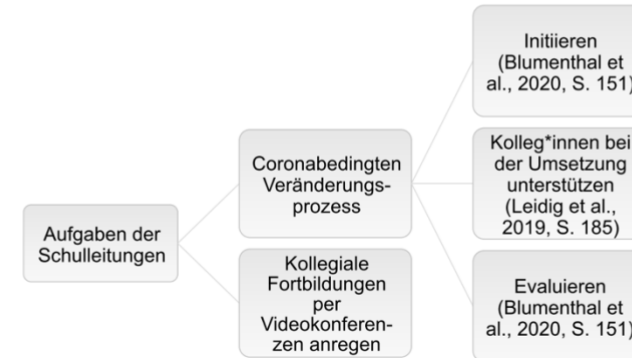 Aufgaben der
Schulleitungen
Coronabedingten
Veränderungs-
prozess
Kollegiale
Fortbildungen
per
Videokonferen-
zen anregen
Initiieren
(Blumenthal et
al., 2020, S. 151)
Kolleg*innen bei
der Umsetzung
unterstützen
(Leidig et al.,
2019, S. 185)
Evaluieren
(Blumenthal et
al., 2020, S. 151)